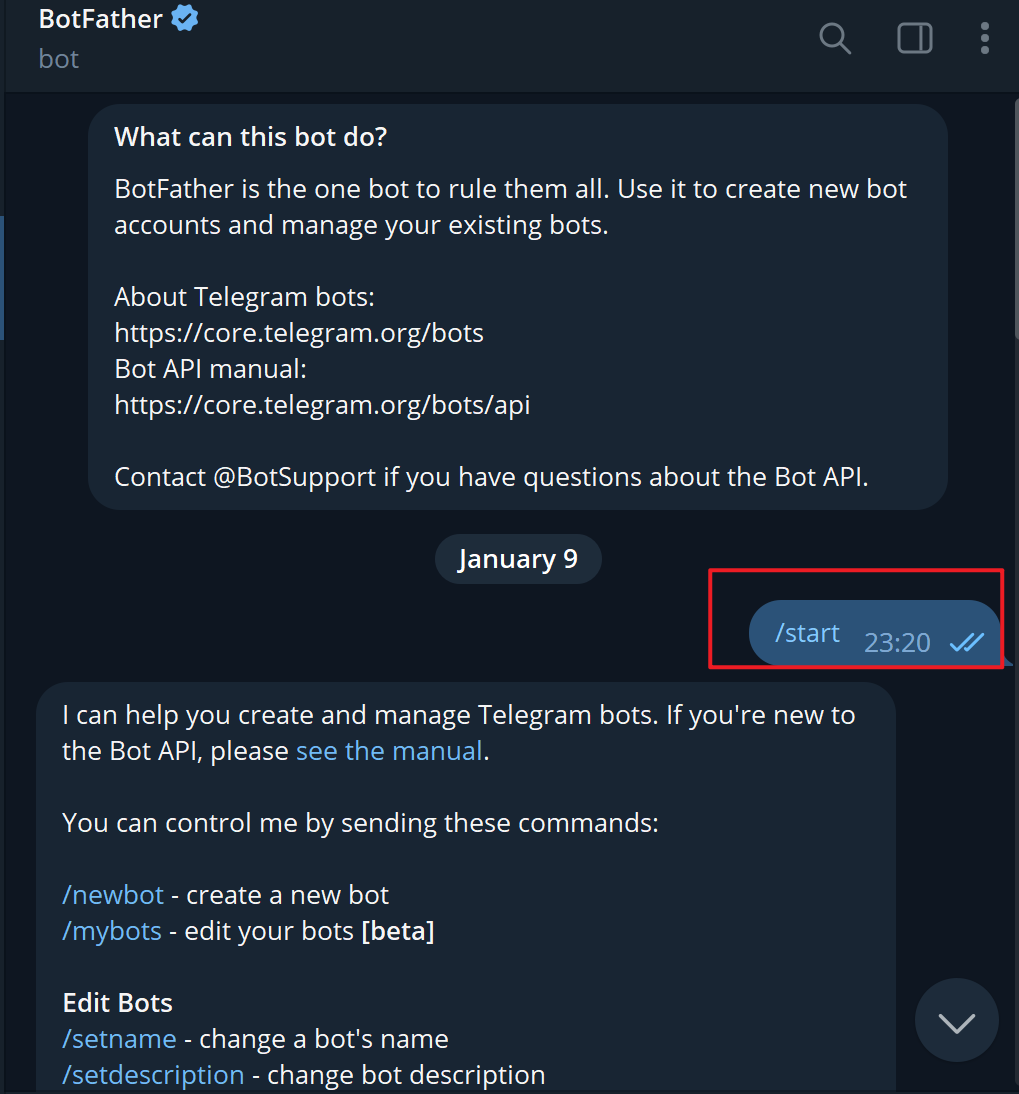 BotFather
bot
What can this bot do?
BotFather is the one bot to rule them all. Use it to create new bot
accounts and manage your existing bots.
About Telegram bots:
https://core.telegram.org/bots
Bot API manual:
https://core.telegram.org/bots/api
Contact @BotSupport if you have questions about the Bot API.
January 9
/start 23:20
I can help you create and manage Telegram bots. If you're new to
the Bot API, please see the manual.
You can control me by sending these commands:
/newbot - create a new bot
/mybots - edit your bots [beta]
Edit Bots
/setname - change a bot's name
/setdescription - change bot description